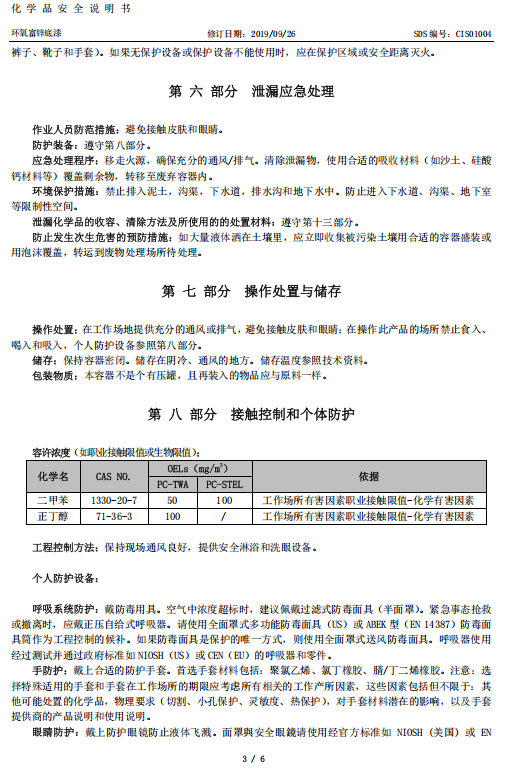 化 学 品 安 全 说 明 书
环氧富锌底漆 修订日期：2019/09/26 SDS 编号：CIS01004
裤子、靴子和手套）。如果无保护设备或保护设备不能使用时，应在保护区域或安全距离灭火。
第 六 部分 泄漏应急处理
作业人员防范措施：避免接触皮肤和眼睛。
防护装备：遵守第八部分。
应急处理程序：移走火源，确保充分的通风/排气。清除泄漏物，使用合适的吸收材料（如沙土、硅酸
钙材料等）覆盖剩余物，转移至废弃容器内。
环境保护措施：禁止排入泥土，沟渠，下水道，排水沟和地下水中。防止进入下水道、沟渠、地下室
等限制性空间。
泄漏化学品的收容、清除方法及所使用的的处置材料：遵守第十三部分。
防止发生次生危害的预防措施：如大量液体洒在土壤里，应立即收集被污染土壤用合适的容器盛装或
用泡沫覆盖，转运到废物处理场所待处理。
第 七 部分 操作处置与储存
操作处置：在工作场地提供充分的通风或排气，避免接触皮肤和眼睛；在操作此产品的场所禁止食入、
喝入和吸入，个人防护设备参照第八部分。
储存：保持容器密闭。储存在阴冷、通风的地方。储存温度参照技术资料。
包装物质：本容器不是个有压罐，且再装入的物品应与原料一样。
第 八 部分 接触控制和个体防护
容许浓度（如职业接触限值或生物限值）：
化学名 CAS NO. OELs（mg/m³） 依据
PC-TWA PC-STEL
二甲苯 1330-20-7 50 100 工作场所有害因素职业接触限值-化学有害因素
正丁醇 71-36-3 100 / 工作场所有害因素职业接触限值-化学有害因素
工程控制方法：保持现场通风良好，提供安全淋浴和洗眼设备。
个人防护设备：
呼吸系统防护：戴防毒用具。空气中浓度超标时，建议佩戴过滤式防毒面具（半面罩）。紧急事态抢救
或撤离时，应戴正压自给式呼吸器。请使用全面罩式多功能防毒面具（US）或 ABEK 型（EN 14387）防毒面
具筒作为工程控制的候补。如果防毒面具是保护的唯一方式，则使用全面罩式送风防毒面具。呼吸器使用
经过测试并通过政府标准如 NIOSH（US）或 CEN（EU）的呼吸器和零件。
手防护：戴上合适的防护手套。首选手套材料包括：聚氯乙烯、氯丁橡胶、腈/丁二烯橡胶。注意：选
择特殊适用的手套和手套在工作场所的期限应考虑所有相关的工作产所因素，这些因素包括但不限于：其
他可能处置的化学品，物理要求（切割、小孔保护、灵敏度、热保护），对手套材料潜在的影响，以及手套
提供商的产品说明和使用说明。
眼睛防护：戴上防护眼镜防止液体飞溅。面罩與安全眼鏡請使用经官方标准如 NIOSH (美国) 或 EN
3 / 6